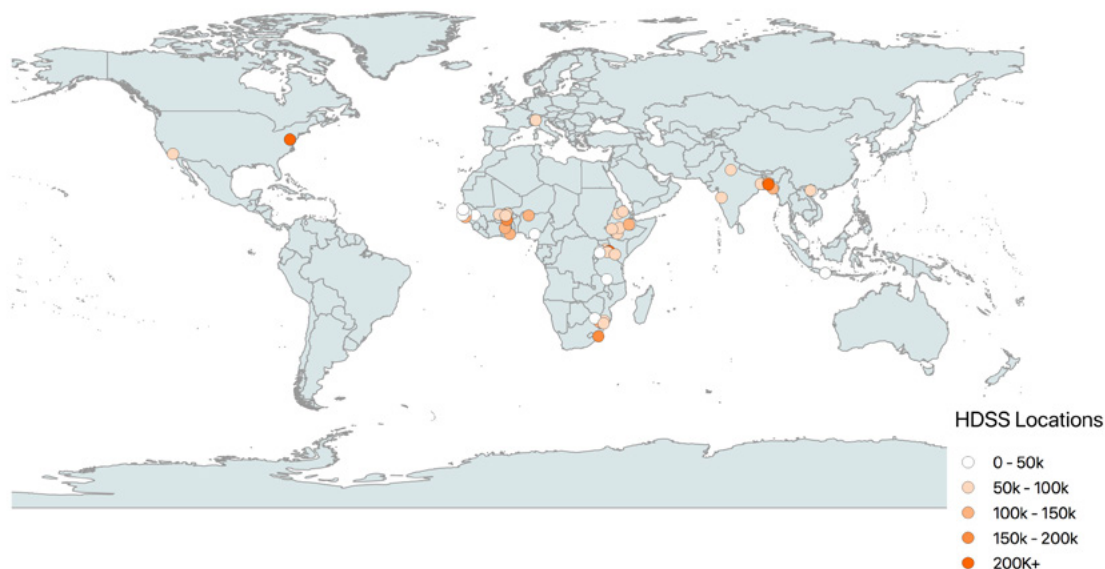 HDSS Locations
0 - 50k
50k - 100k
100k - 150k
150k - 200k
200K+